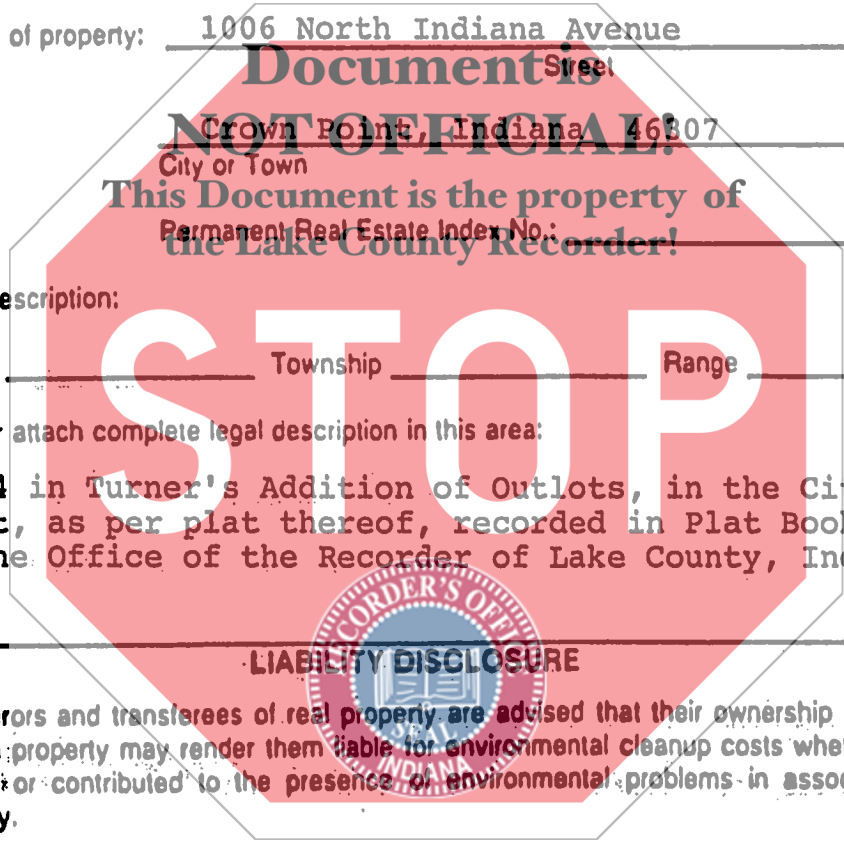 of property: 1006 North Indiana Avenue
Document is
Street
NOT OFFICIAL!
Crown Point, Indiana 46307
City or Town
This Document is the property of
Permanent Real Estate Index No.:
the Lake County Recorder!
escription:
STOP
Township Range
attach complete legal description in this area:
4 in Turner's Addition of Outlots, in the Ci
t, as per plat thereof, recorded in Plat Boo
ne Office of the Recorder of Lake County, In
RECORDER'S OFFICE
LIABILITY DISCLOSURE
rors and transferees of real property are advised that their ownership
property may render them liable for environmental cleanup costs whe
SEAL
INDIANA
or contributed to the presence of environmental problems in asso
y.